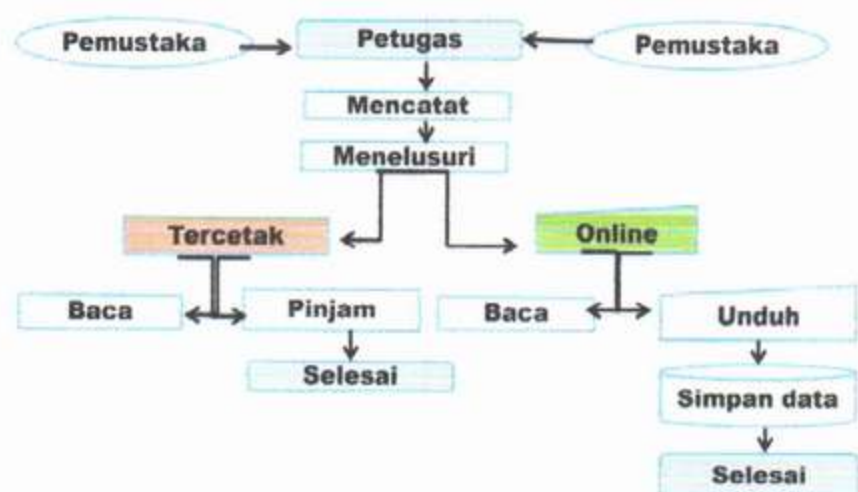 Pemustaka
Petugas
Pemustaka
Mencatat
Menelusuri
Tercetak
Online
Baca
Pinjam
Baca
Unduh
Selesai
Simpan data
Selesai